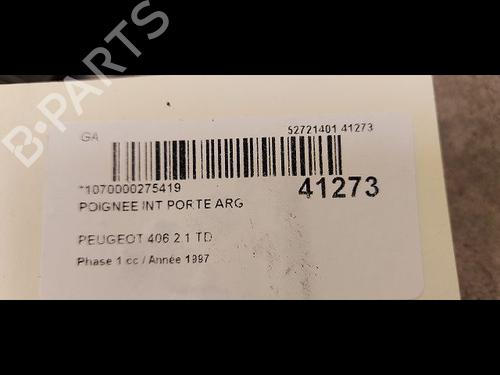 B-PARTS
GA
52721401 41273
*1070000275419
41273
POIGNEE INT PORTE ARG
PEUGEOT 406 2.1 TD
Phase 1 cc / Année 1997